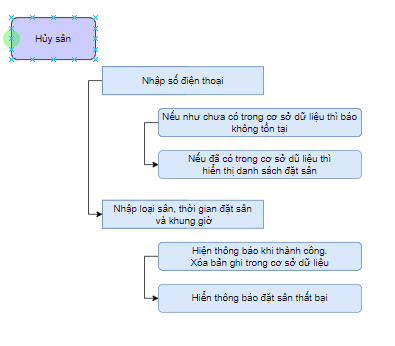 Hủy sân
Nhập số điện thoại
Nếu như chưa có trong cơ sở dữ liệu thì báo
không tồn tại
Nếu đã có trong cơ sở dữ liệu thì
hiển thị danh sách đặt sân
Nhập loại sân, thời gian đặt sân
và khung giờ
Hiện thông báo khi thành công.
Xóa bản ghi trong cơ sở dữ liệu
Hiển thông báo đặt sân thất bại